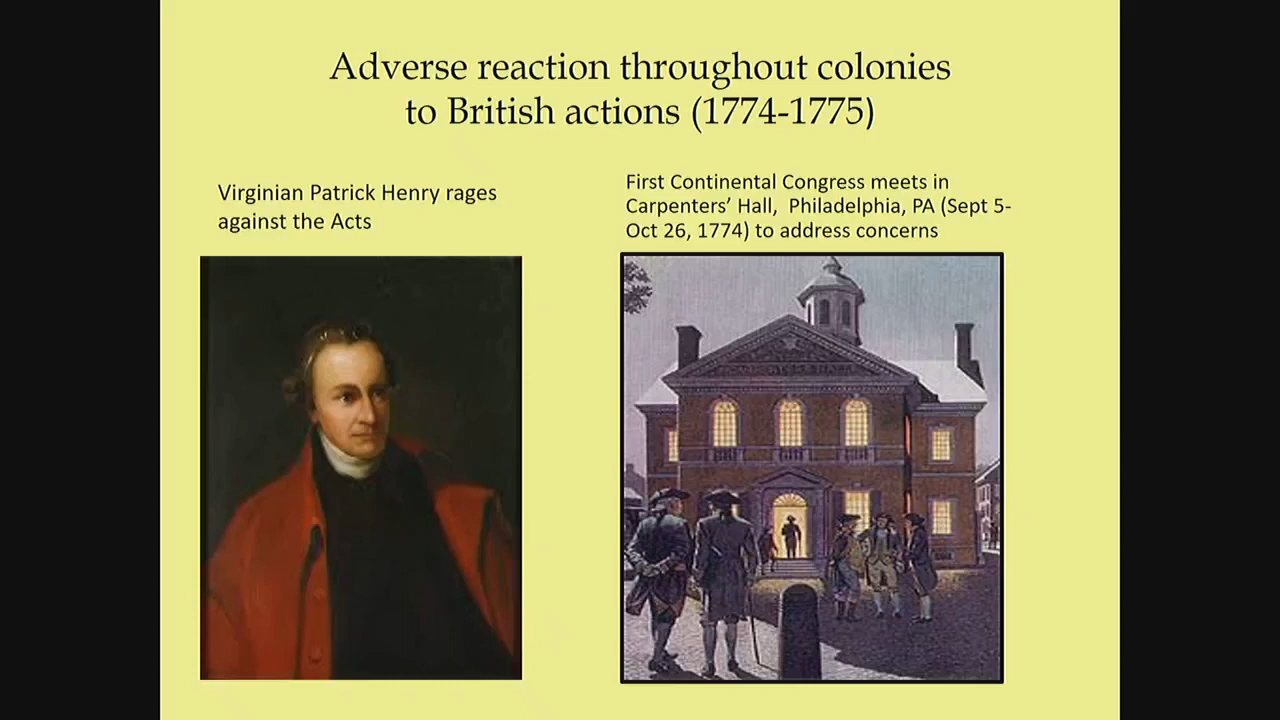 Adverse reaction throughout colonies
to British actions (1774-1775)
Virginian Patrick Henry rages
against the Acts
First Continental Congress meets in
Carpenters’ Hall,  Philadelphia, PA (Sept 5-
Oct 26, 1774) to address concerns